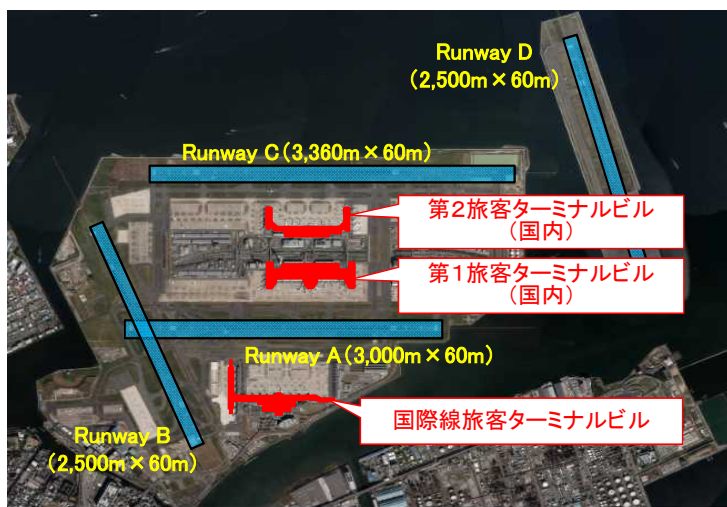 Runway D
(2,500m×60m)
Runway C(3,360m×60m)
第2旅客ターミナルビル
(国内)
第1旅客ターミナルビル
(国内)
Runway A(3,000m×60m)
国際線旅客ターミナルビル
Runway B
(2,500m×60m)